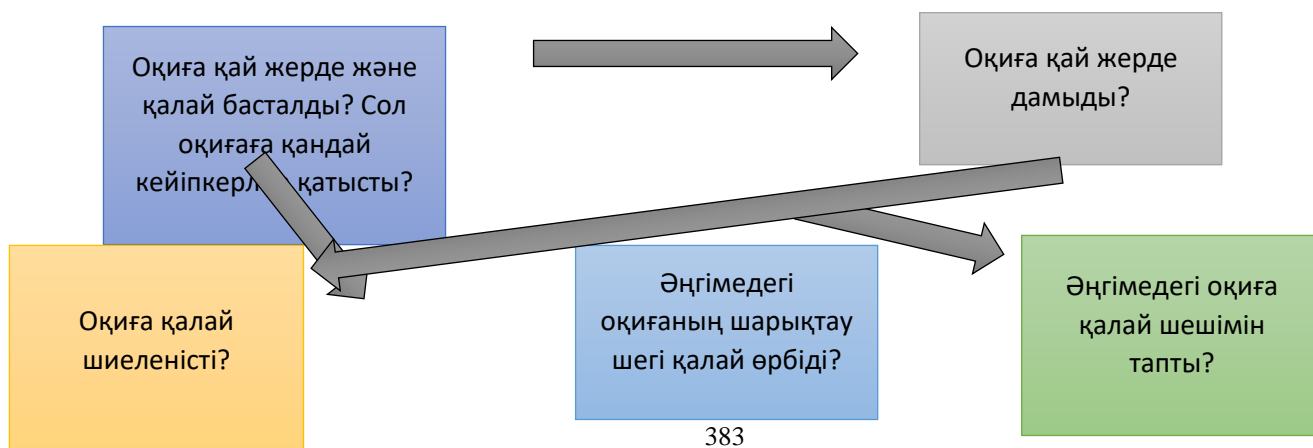 Оқиға қай жерде және
қалай басталды? Сол
оқиғаға қандай
қатысты?
Оқиға қай жерде
дамыды?
Оқиға қалай
шиеленісті?
Әңгімедегі
оқиғаның шарықтау
шегі қалай өрбіді?
Әңгімедегі оқиға
қалай шешімін
тапты?
383